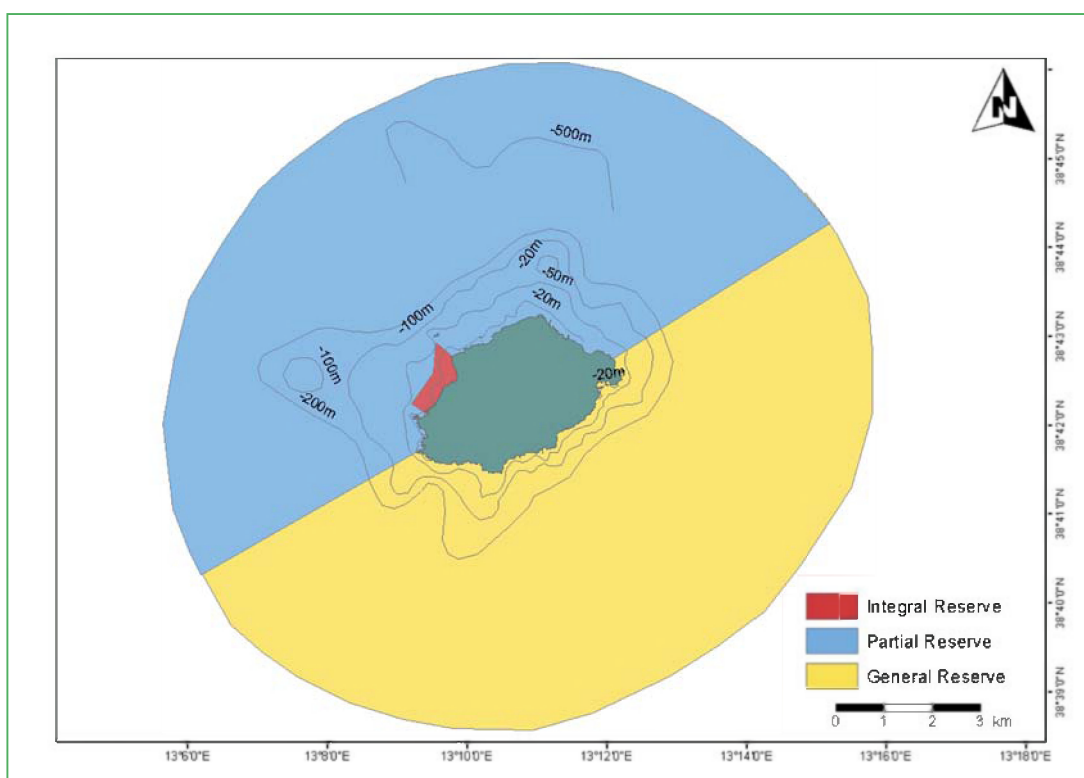 N
-500m
-20m
-50m
-20m
-100m
-100m
-200m
-20m
38°45'0"N
38°44'0"N
38°43'0"N
38°42'0"N
38°41'0"N
38°40'0"N
38°39'0"N
Integral Reserve
Partial Reserve
General Reserve
0 1 2 3 km
13°6'0"E 13°8'0"E 13°10'0"E 13°12'0"E 13°14'0"E 13°16'0"E 13°18'0"E